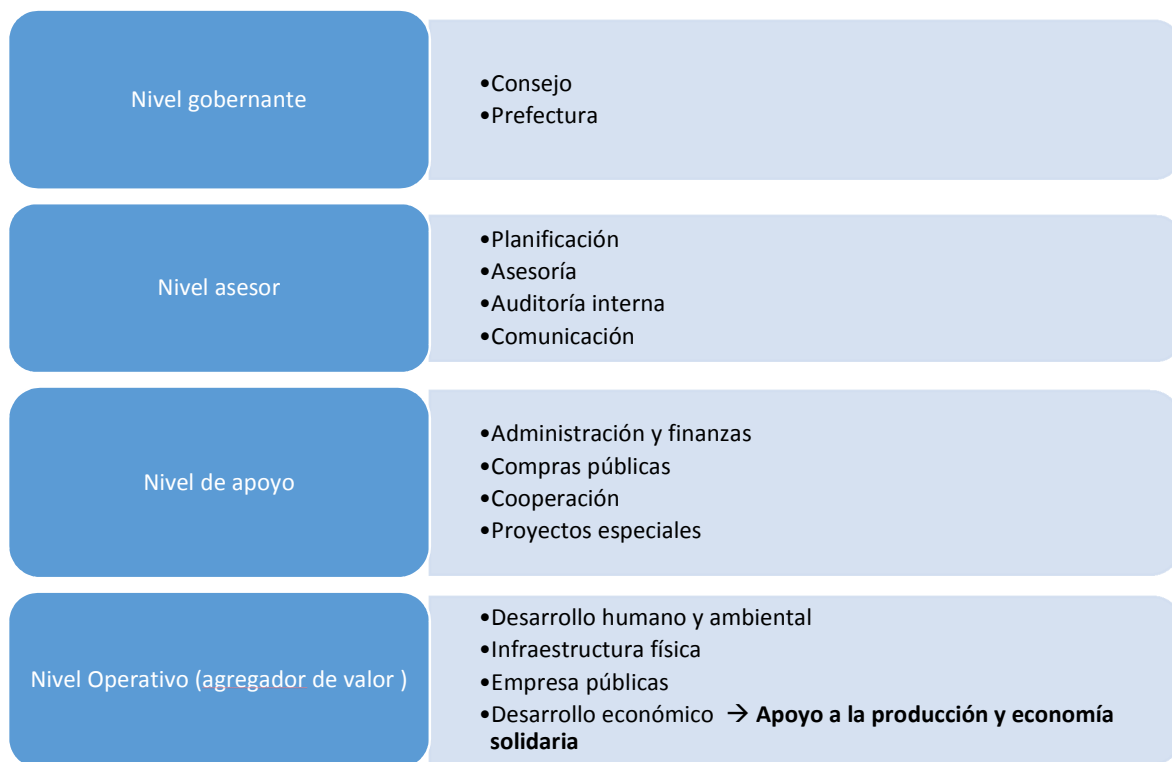 Nivel gobernante
•Consejo
•Prefectura
Nivel asesor
•Planificación
•Asesoría
•Auditoría interna
•Comunicación
Nivel de apoyo
•Administración y finanzas
•Compras públicas
•Cooperación
•Proyectos especiales
Nivel Operativo (agregador de valor )
•Desarrollo humano y ambiental
•Infraestructura física
•Empresa públicas
•Desarrollo económico → Apoyo a la producción y economía
solidaria